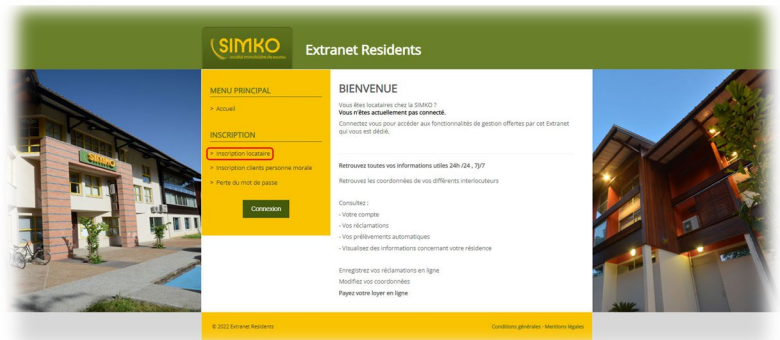 SIMKO
Extranet Residents
MENU PRINCIPAL
> Accueil
INSCRIPTION
> Inscription locataire
> Inscription clients personne morale
> Perte du mot de passe
Connexion
BIENVENUE
Vous êtes locataires chez la SIMKO ?
Vous n'êtes actuellement pas connecté.
Connectez vous pour accéder aux fonctionnalités de gestion offertes par cet Extranet
qui vous est dédié.
Retrouvez toutes vos informations utiles 24h /24 , 7j/7
Retrouvez les coordonnées de vos différents interlocuteurs
Consultez :
- Votre compte
- Vos réclamations
- Vos prélèvements automatiques
- Visualisez des informations concernant votre résidence
Enregistrez vos réclamations en ligne
Modifiez vos coordonnées
Payez votre loyer en ligne
SIMKO
© 2022 Extranet Residents
Conditions générales - Mentions légales